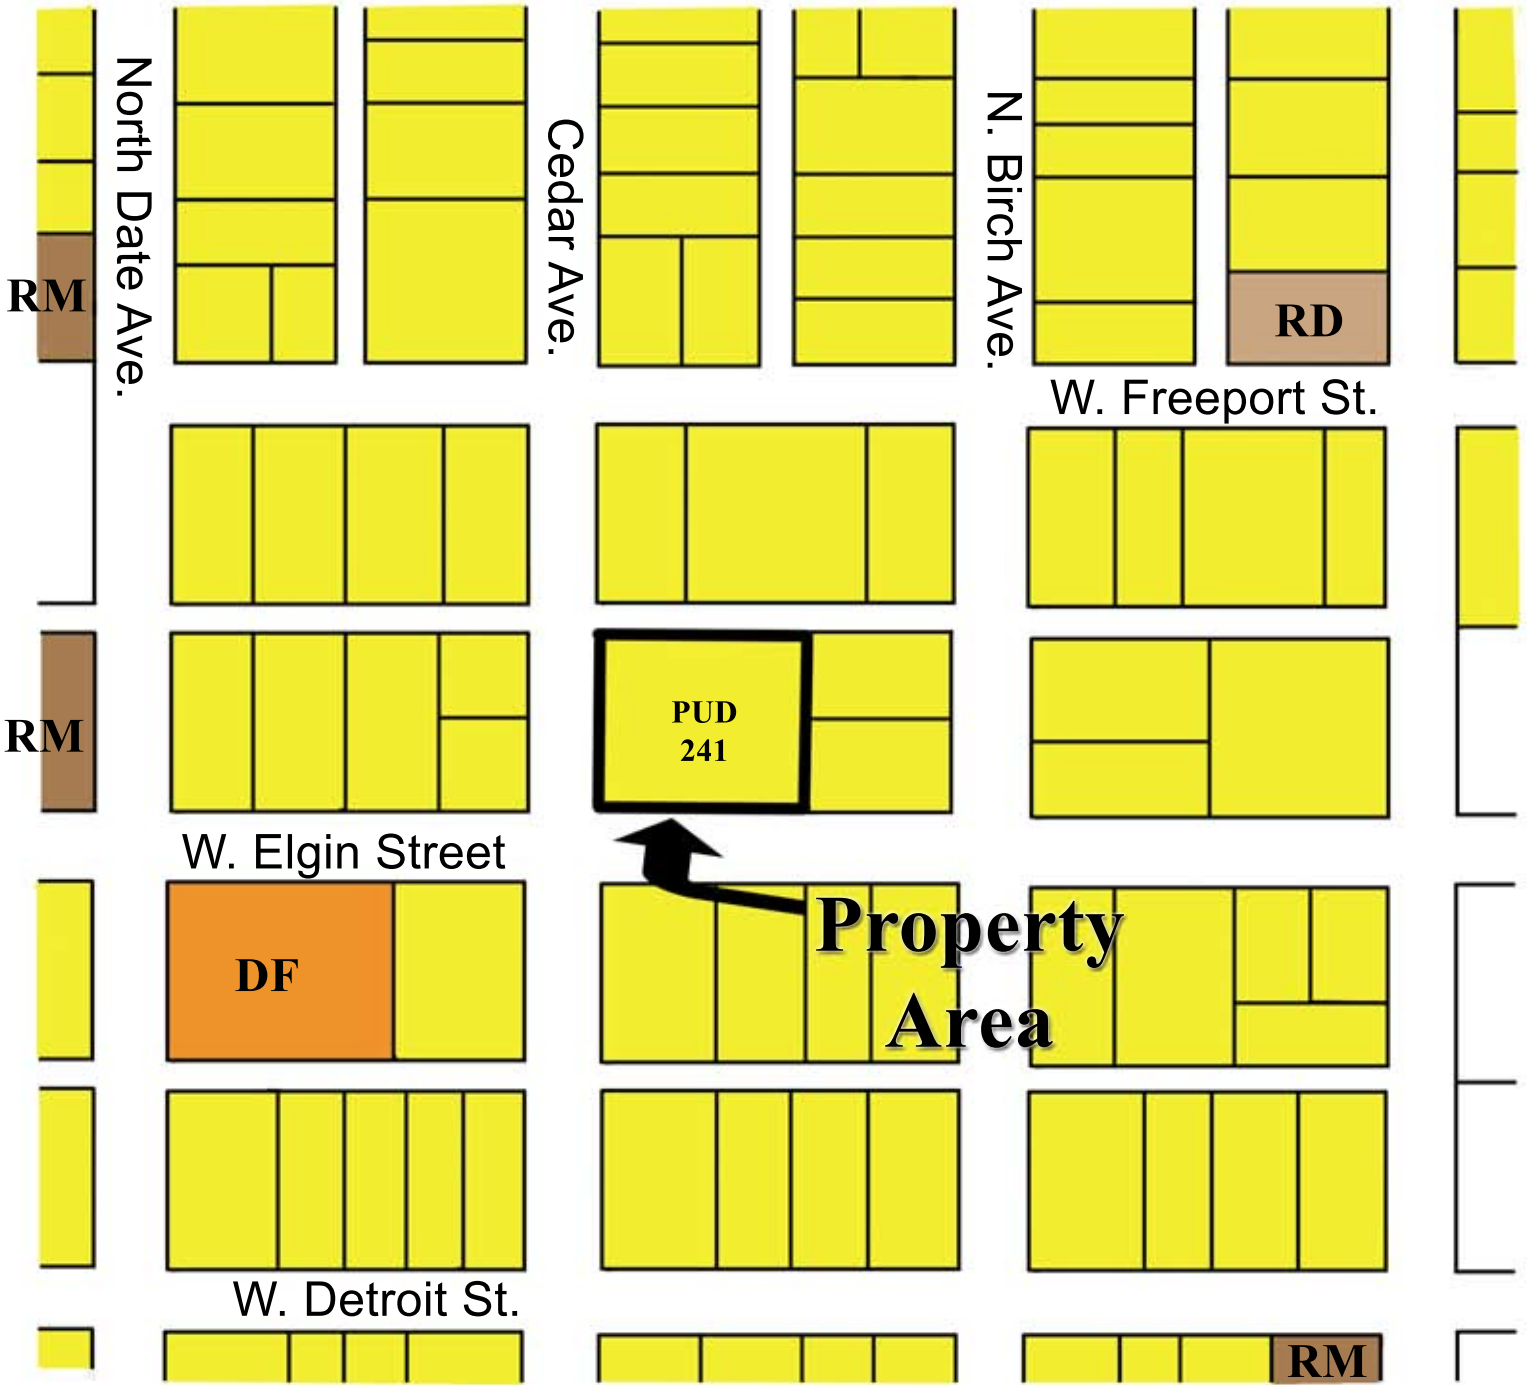 North Date Ave.
Cedar Ave.
N. Birch Ave.
RM
RD
W. Freeport St.
PUD
241
RM
W. Elgin Street
Property
Area
DF
W. Detroit St.
RM